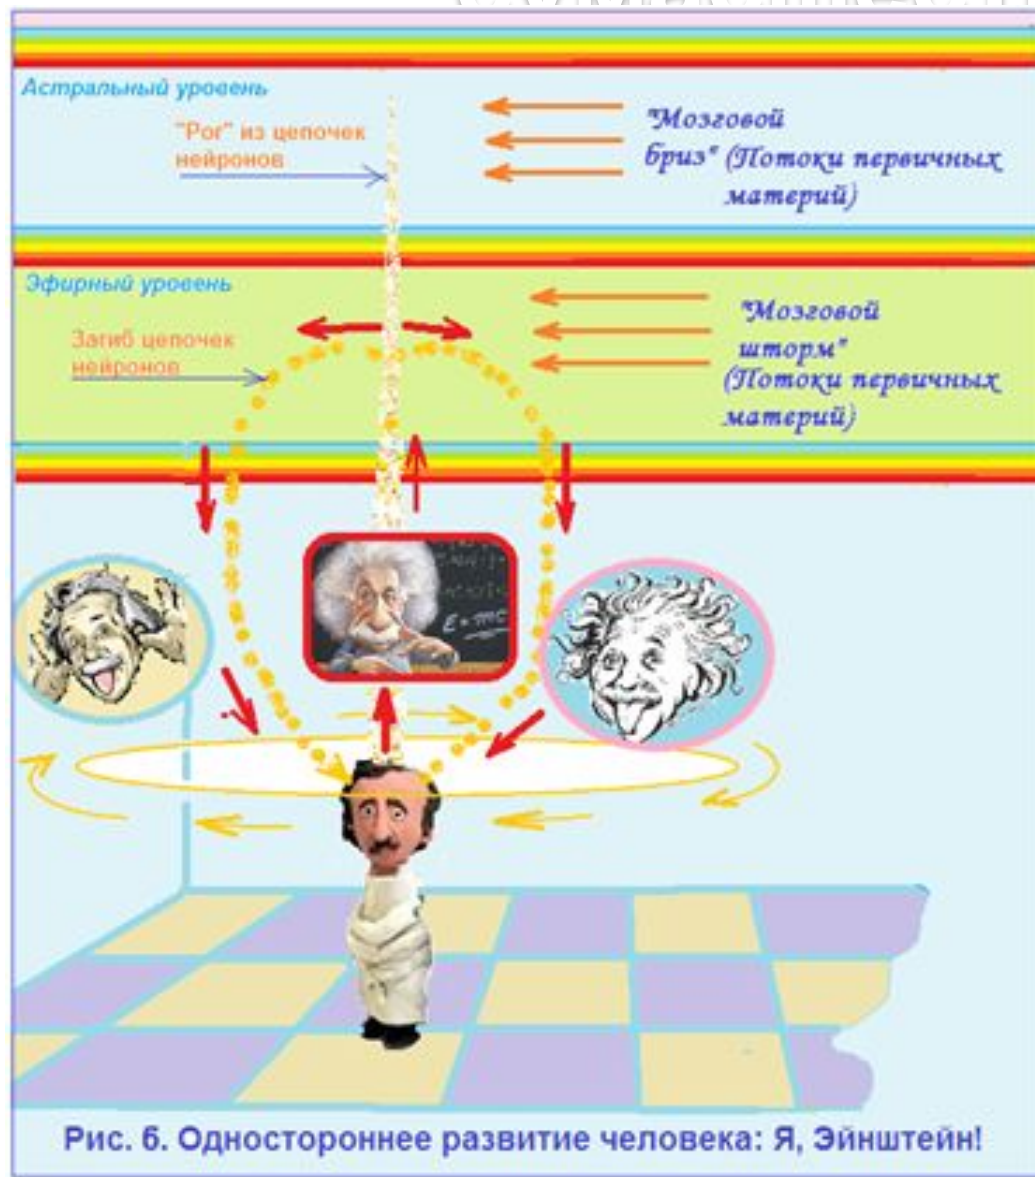 Астральный уровень
"Рог" из цепочек
нейронов
"Мозговой
бриз" (Потоки первичных
материй)
Эфирный уровень
Загиб цепочек
нейронов
"Мозговой
шторм"
(Потоки первичных
материй)
E=mc
Рис. 6. Одностороннее развитие человека: Я, Эйнштейн!